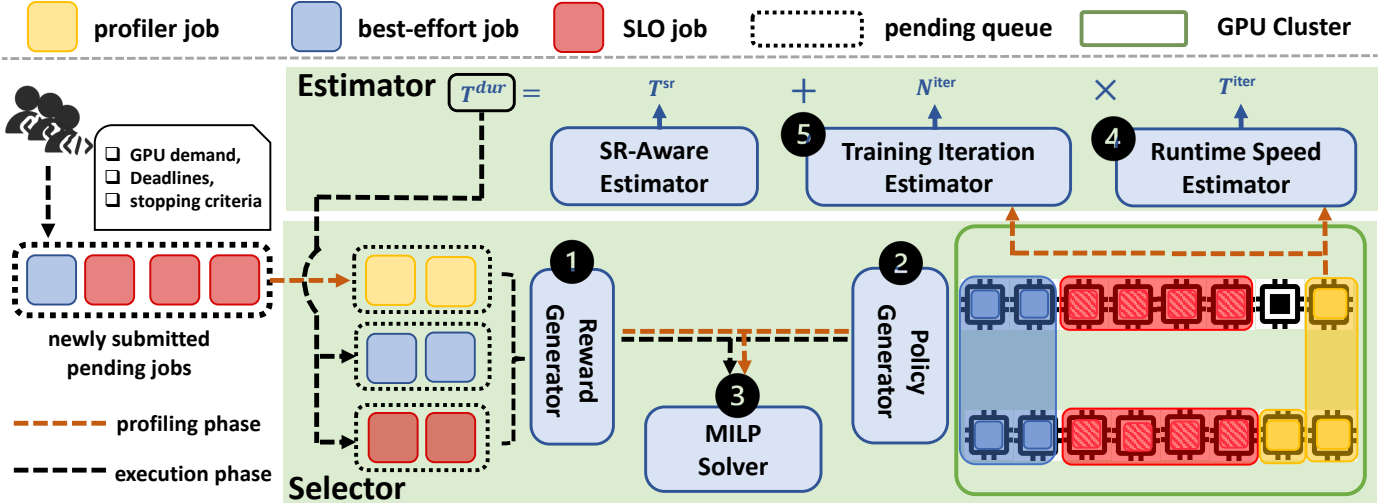 profiler job
best-effort job
SLO job
pending queue
GPU Cluster
Estimator
T^dur =
T^sr
+
N^iter
×
T^iter
GPU demand,
Deadlines,
stopping criteria
SR-Aware
Estimator
5
Training Iteration
Estimator
4
Runtime Speed
Estimator
newly submitted
pending jobs
1
Reward
Generator
2
Policy
Generator
3
MILP
Solver
profiling phase
execution phase
Selector